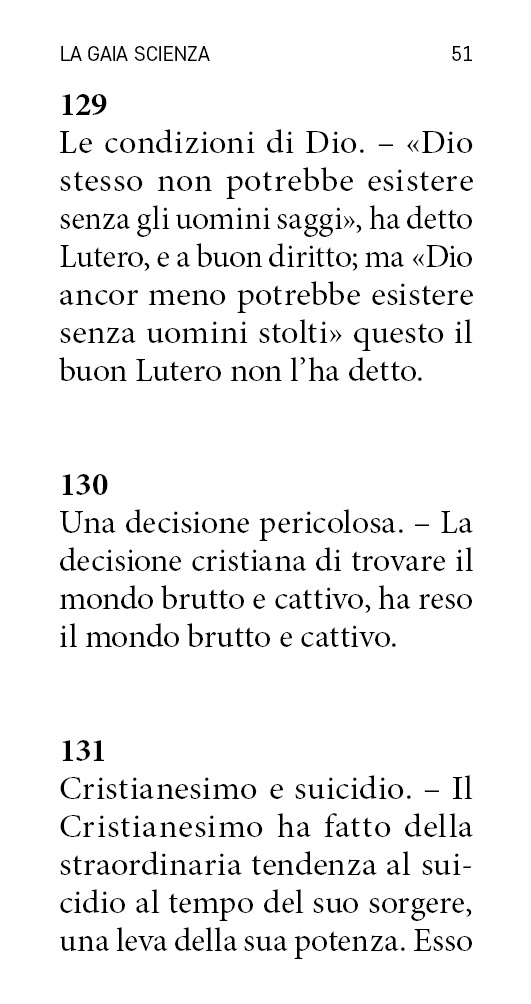 LA GAIA SCIENZA 51
129
Le condizioni di Dio. – «Dio
stesso non potrebbe esistere
senza gli uomini saggi», ha detto
Lutero, e a buon diritto; ma «Dio
ancor meno potrebbe esistere
senza uomini stolti» questo il
buon Lutero non l'ha detto.
130
Una decisione pericolosa. – La
decisione cristiana di trovare il
mondo brutto e cattivo, ha reso
il mondo brutto e cattivo.
131
Cristianesimo e suicidio. – Il
Cristianesimo ha fatto della
straordinaria tendenza al sui-
cidio al tempo del suo sorgere,
una leva della sua potenza. Esso